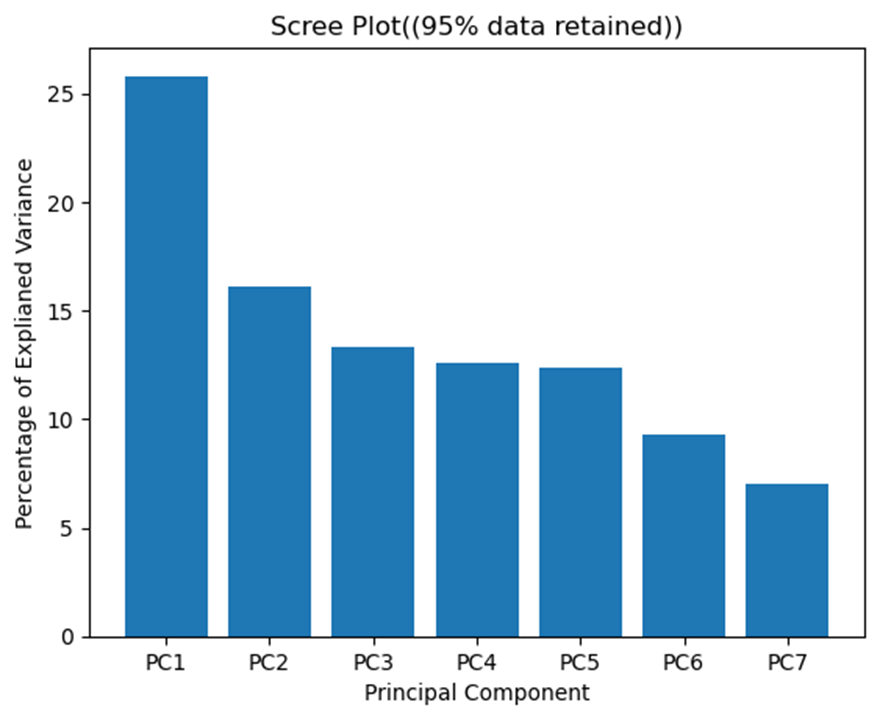 Scree Plot((95% data retained))
Percentage of Explianed Variance
25
20
15
10
5
0
PC1 PC2 PC3 PC4 PC5 PC6 PC7
Principal Component